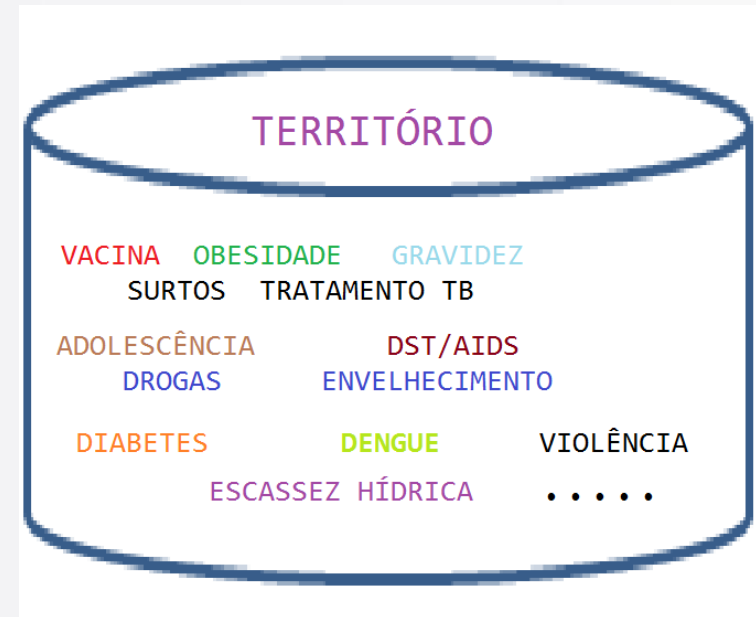 TERRITÓRIO
VACINA OBESIDADE GRAVIDEZ
SURTOS TRATAMENTO TB
ADOLESCÊNCIA DST/AIDS
DROGAS ENVELHECIMENTO
DIABETES DENGUE VIOLÊNCIA
ESCASSEZ HÍDRICA .....